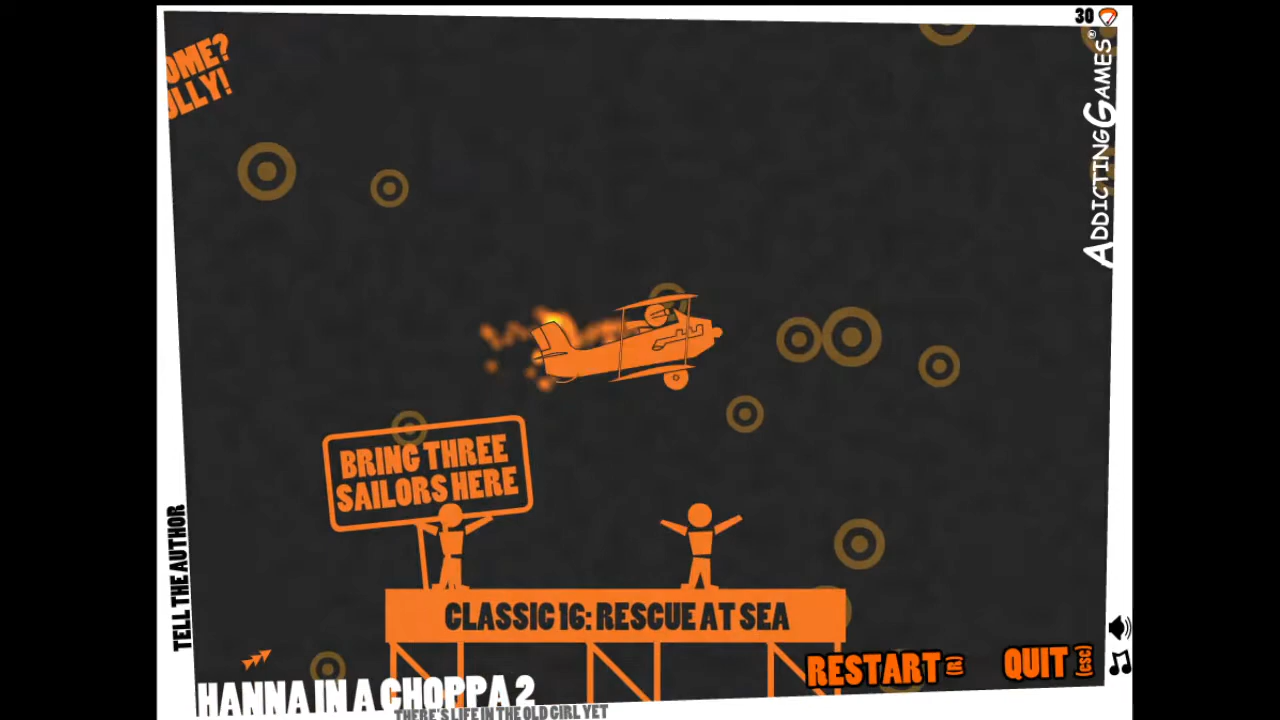 30
OME?
ULLY!
ADDICTINGGAMES®
BRING THREE
SAILORS HERE
TELL THE AUTHOR
CLASSIC 16: RESCUE AT SEA
RESTART (R)
QUIT (ESC)
HANNA IN A CHOPPA 2
THERE'S LIFE IN THE OLD GIRL YET